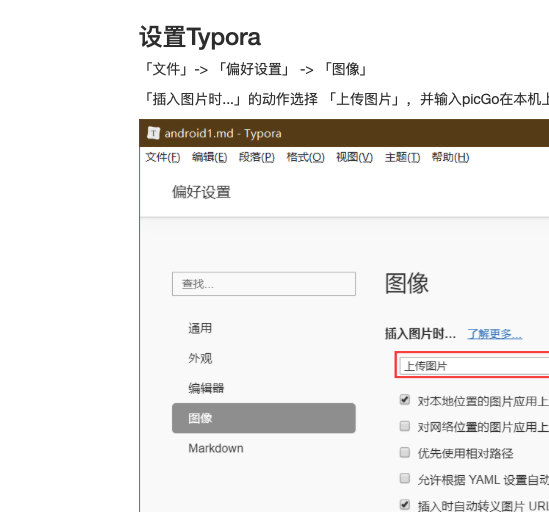 设置Typora
「文件」-> 「偏好设置」 -> 「图像」
「插入图片时...」的动作选择 「上传图片」，并输入picGo在本机
android1.md - Typora
文件(F) 编辑(E) 段落(P) 格式(O) 视图(V) 主题(T) 帮助(H)
偏好设置
查找...
图像
通用
插入图片时... 了解更多...
外观
上传图片
编辑器
对本地位置的图片应用上
图像
对网络位置的图片应用上
Markdown
优先使用相对路径
允许根据 YAML 设置自动
插入时自动转义图片 URL